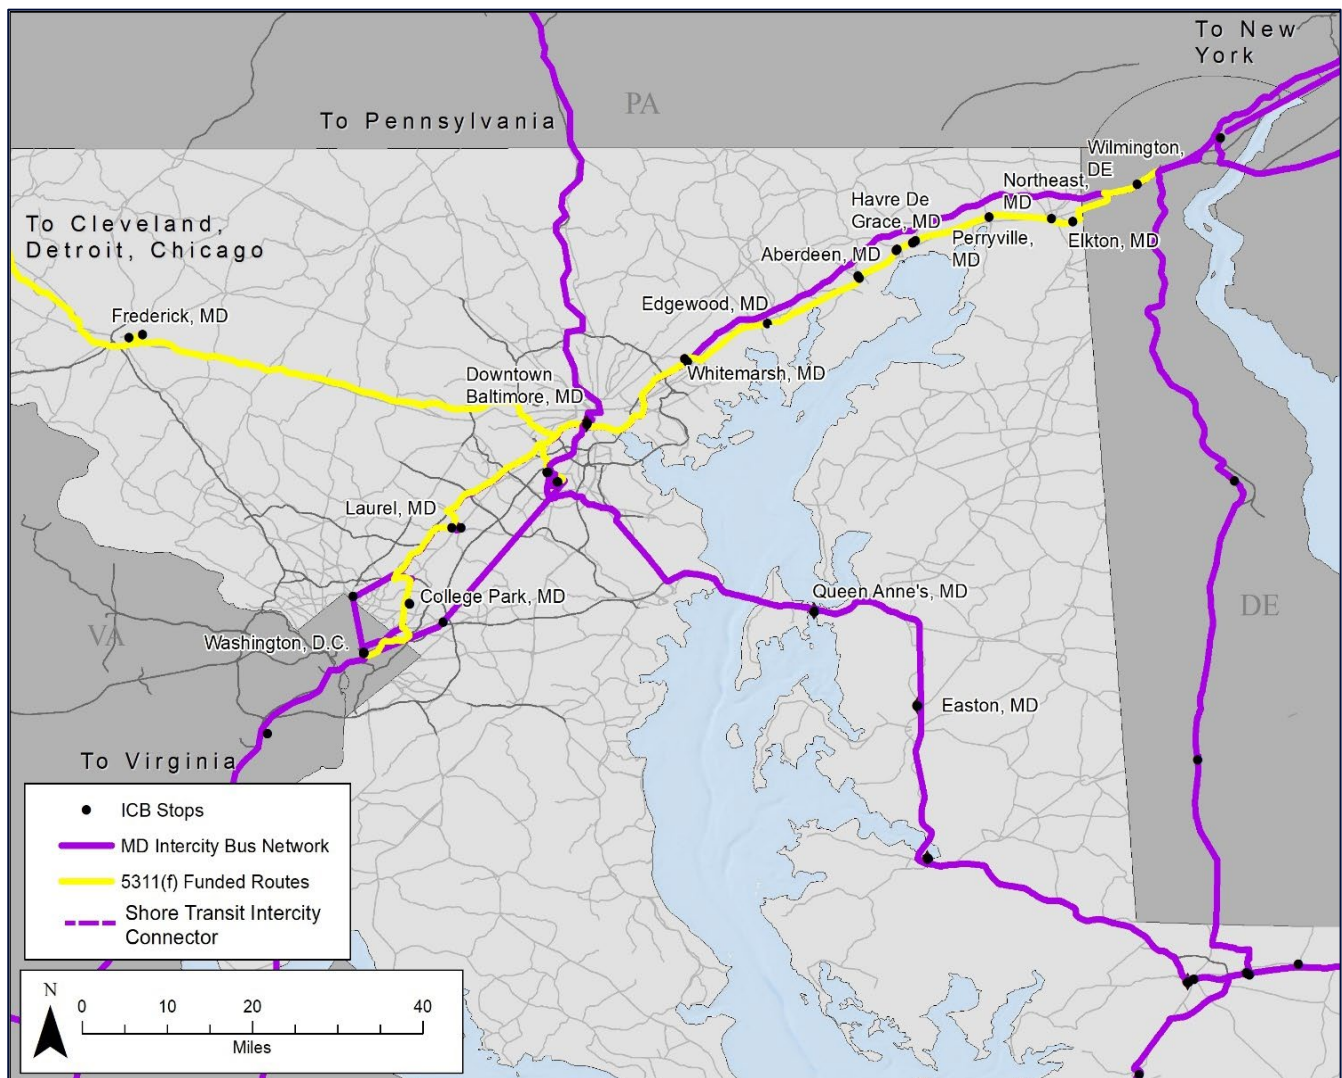 To New
York
PA
To Pennsylvania
Wilmington,
DE
Northeast,
MD
Havre De
Grace, MD
To Cleveland,
Detroit, Chicago
Perryville,
MD
Elkton, MD
Aberdeen, MD
Edgewood, MD
Frederick, MD
Downtown
Baltimore, MD
Whitemarsh, MD
Laurel, MD
College Park, MD
Queen Anne's, MD
DE
VA
Washington, D.C.
Easton, MD
To Virginia
ICB Stops
MD Intercity Bus Network
5311(f) Funded Routes
Shore Transit Intercity
Connector
N
0 10 20 40
Miles